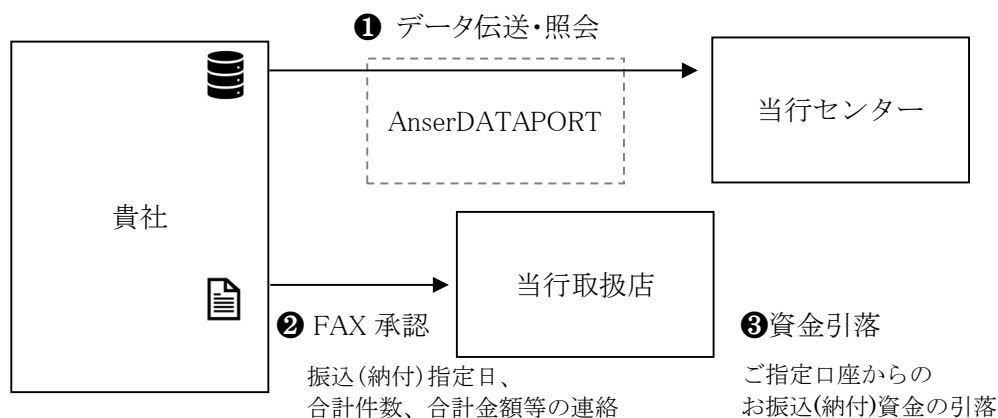 ❶ データ伝送・照会
AnserDATAPORT
当行センター
貴社
当行取扱店
❷ FAX 承認
振込(納付)指定日、
合計件数、合計金額等の連絡
❸資金引落
ご指定口座からの
お振込(納付)資金の引落